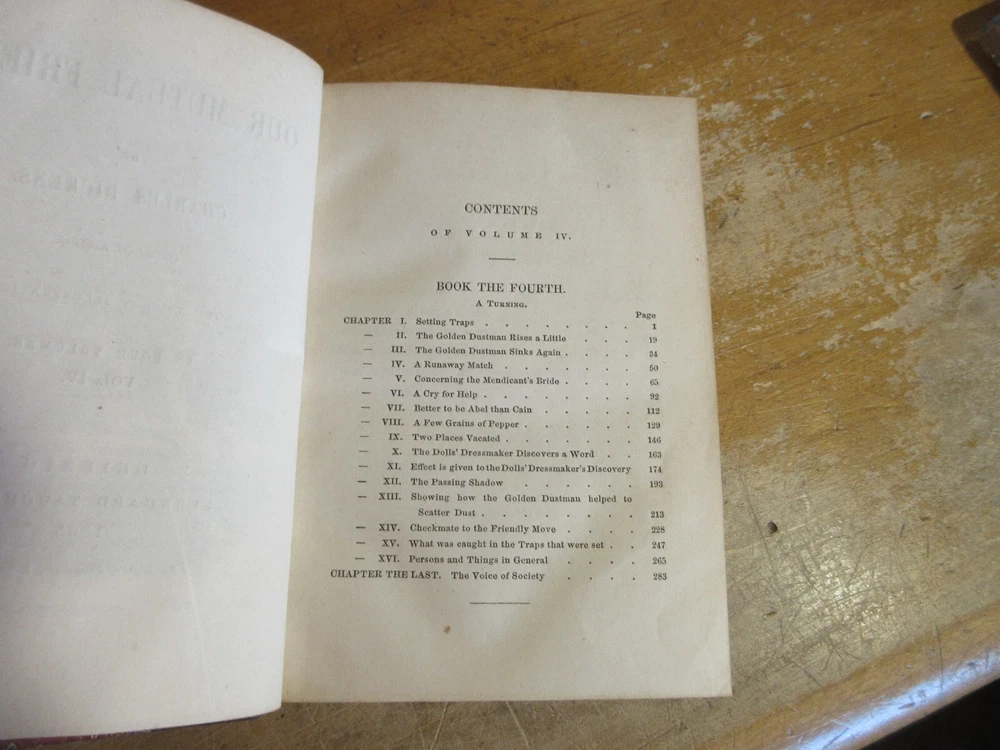 CONTENTS
OF VOLUME IV.
BOOK THE FOURTH.
A TURNING.
Page
CHAPTER I. Setting Traps . . . . . . . . 1
— II. The Golden Dustman Rises a Little . . . 19
— III. The Golden Dustman Sinks Again . . . . 34
— IV. A Runaway Match . . . . . . . 50
— V. Concerning the Mendicant's Bride . . . . 65
— VI. A Cry for Help . . . . . . . 92
— VII. Better to be Abel than Cain . . . . . 112
— VIII. A Few Grains of Pepper . . . . . . 129
— IX. Two Places Vacated . . . . . . . 146
— X. The Dolls' Dressmaker Discovers a Word . . 163
— XI. Effect is given to the Dolls' Dressmaker's Discovery 174
— XII. The Passing Shadow . . . . . . 193
— XIII. Showing how the Golden Dustman helped to
Scatter Dust . . . . . . . 213
— XIV. Checkmate to the Friendly Move . . . . 228
— XV. What was caught in the Traps that were set . . 247
— XVI. Persons and Things in General . . . . 265
CHAPTER THE LAST. The Voice of Society . . . . 283